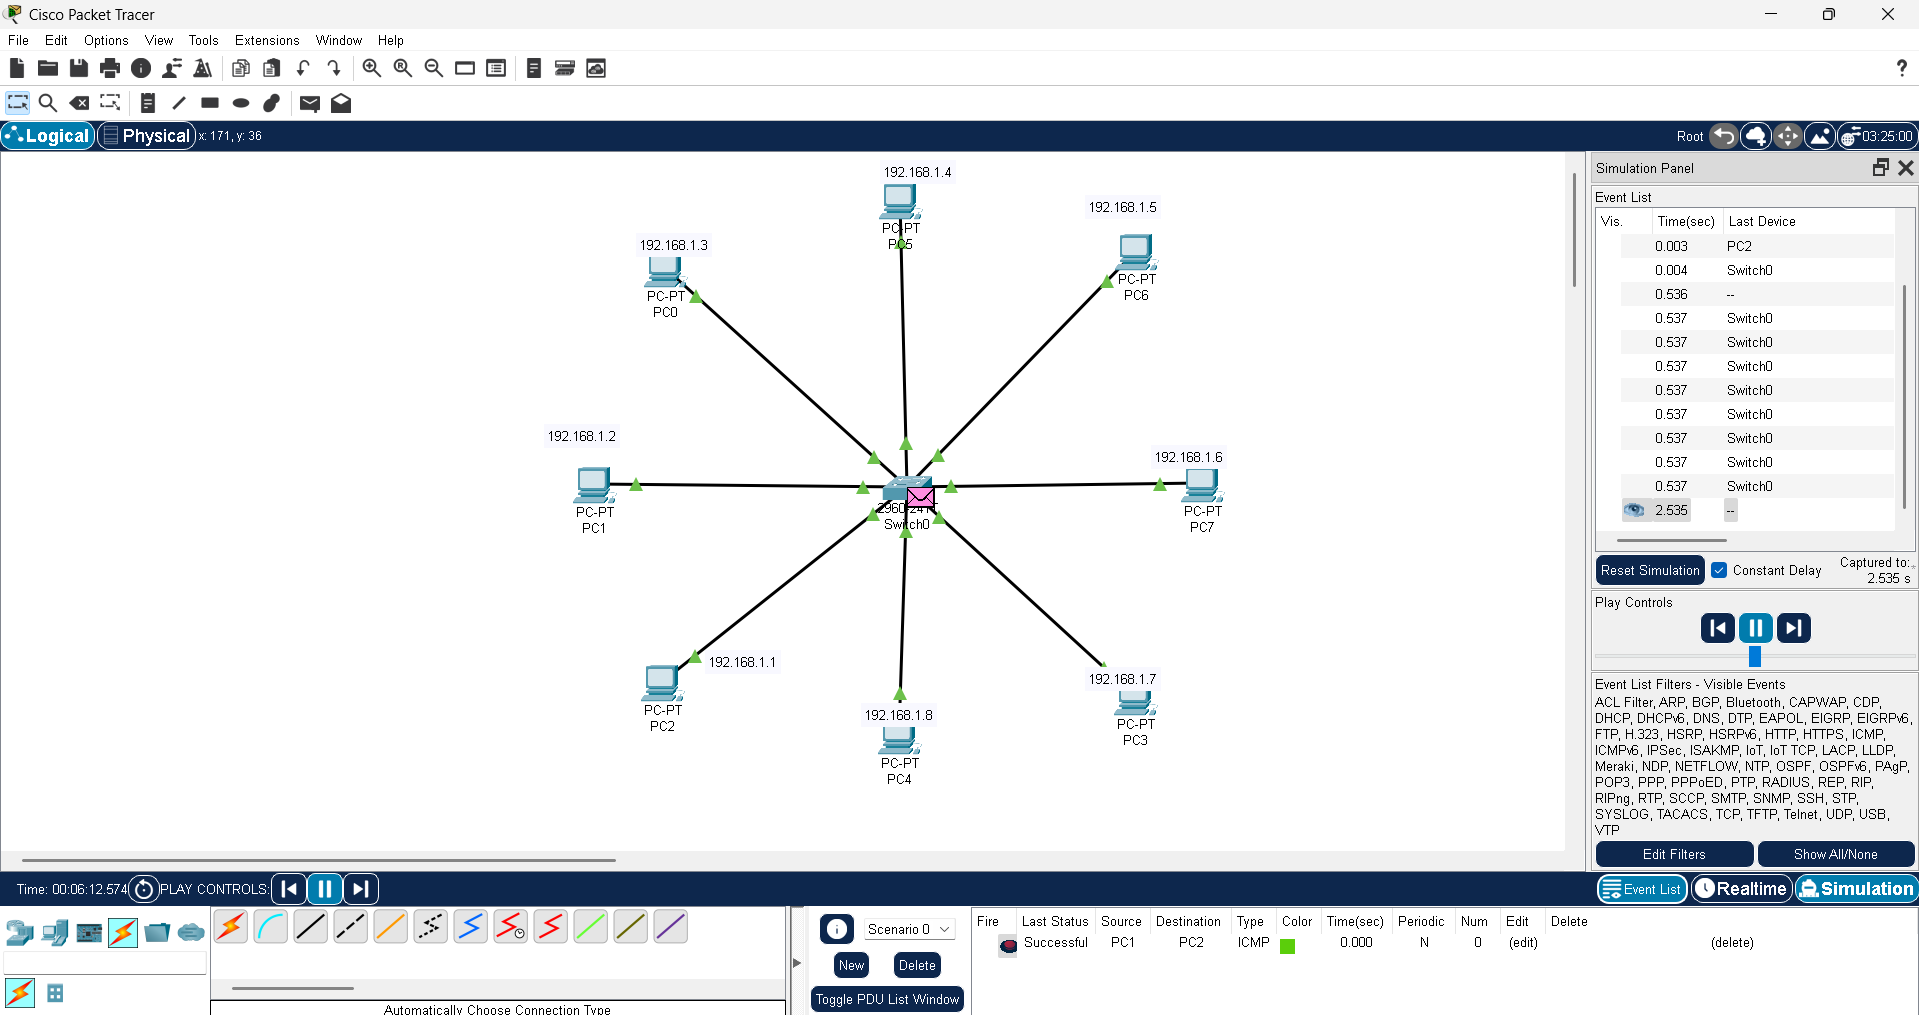 Cisco Packet Tracer
File Edit Options View Tools Extensions Window Help
Logical Physical x: 171, y: 36 Root 03:25:00
192.168.1.4
PC-PT
PC5
192.168.1.5
PC-PT
PC6
192.168.1.3
PC-PT
PC0
192.168.1.2
PC-PT
PC1
192.168.1.6
PC-PT
PC7
Switch0
192.168.1.1
PC-PT
PC2
192.168.1.8
PC-PT
PC4
192.168.1.7
PC-PT
PC3
Simulation Panel
Event List
Vis. Time(sec) Last Device
0.003 PC2
0.004 Switch0
0.536 --
0.537 Switch0
0.537 Switch0
0.537 Switch0
0.537 Switch0
0.537 Switch0
0.537 Switch0
0.537 Switch0
0.537 Switch0
2.535 --
Reset Simulation Constant Delay Captured to:
2.535 s
Play Controls
Event List Filters - Visible Events
ACL Filter, ARP, BGP, Bluetooth, CAPWAP, CDP,
DHCP, DHCPv6, DNS, DTP, EAPOL, EIGRP, EIGRPv6,
FTP, H.323, HSRP, HSRPv6, HTTP, HTTPS, ICMP,
ICMPv6, IPSec, ISAKMP, IoT, IoT TCP, LACP, LLDP,
Meraki, NDP, NETFLOW, NTP, OSPF, OSPFv6, PAgP,
POP3, PPP, PPPoED, PTP, RADIUS, REP, RIP,
RIPng, RTP, SCCP, SMTP, SNMP, SSH, STP,
SYSLOG, TACACS, TCP, TFTP, Telnet, UDP, USB,
VTP
Edit Filters Show All/None
Time: 00:06:12.574 PLAY CONTROLS: Event List Realtime Simulation
Automatically Choose Connection Type
Scenario 0
New Delete
Toggle PDU List Window
Fire Last Status Source Destination Type Color Time(sec) Periodic Num Edit Delete
Successful PC1 PC2 ICMP 0.000 N 0 (edit) (delete)